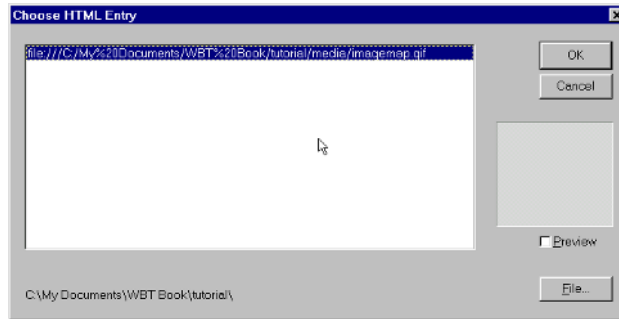 Choose HTML Entry
file:///C:/My%20Documents/WBT%20Book/tutorial/media/imagemap.gif
OK
Cancel
Preview
C:\My Documents\WBT Book\tutorial\
File...